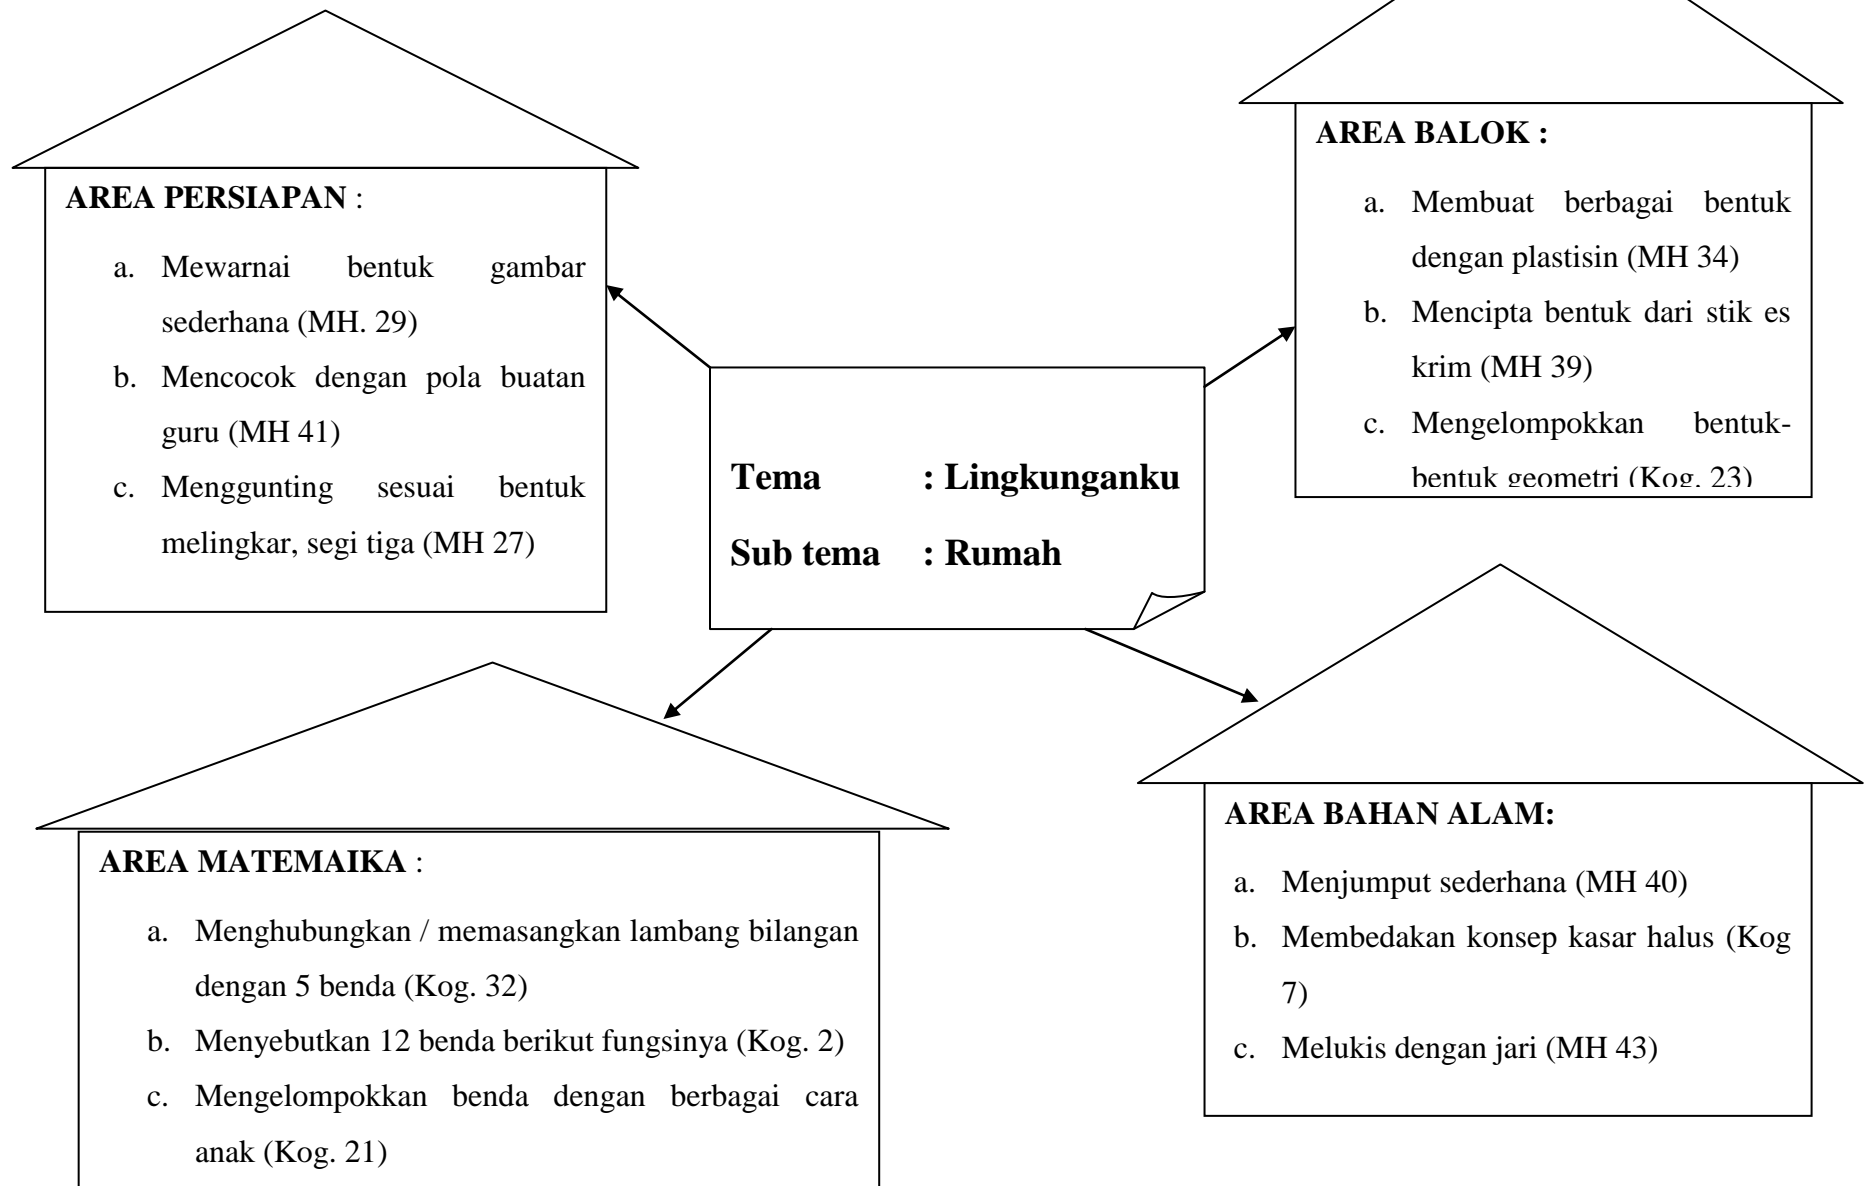 AREA PERSIAPAN :
a. Mewarnai bentuk gambar
sederhana (MH. 29)
b. Mencocok dengan pola buatan
guru (MH 41)
c. Menggunting sesuai bentuk
melingkar, segi tiga (MH 27)
AREA BALOK :
a. Membuat berbagai bentuk
dengan plastisin (MH 34)
b. Mencipta bentuk dari stik es
krim (MH 39)
c. Mengelompokkan bentuk-
bentuk geometri (Kog. 23)
Tema : Lingkunganku
Sub tema : Rumah
AREA MATEMAIKA :
a. Menghubungkan / memasangkan lambang bilangan
dengan 5 benda (Kog. 32)
b. Menyebutkan 12 benda berikut fungsinya (Kog. 2)
c. Mengelompokkan benda dengan berbagai cara
anak (Kog. 21)
AREA BAHAN ALAM:
a. Menjumput sederhana (MH 40)
b. Membedakan konsep kasar halus (Kog
7)
c. Melukis dengan jari (MH 43)